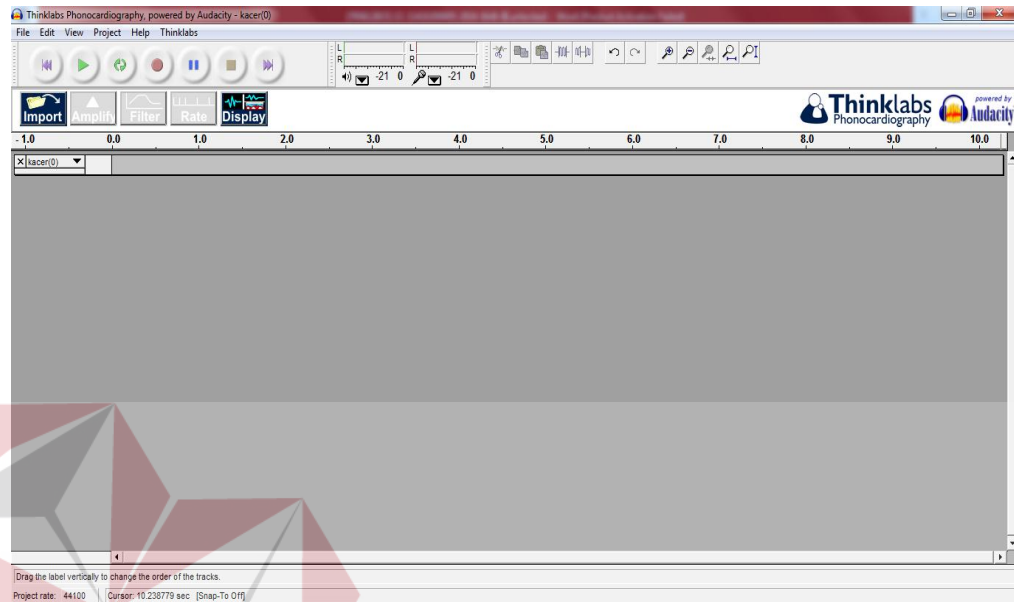 Thinklabs Phonocardiography, powered by Audacity - kacer(0)
File Edit View Project Help Thinklabs
L
R
-21 0
L
R
-21 0
Import Amplify Filter Rate Display
Thinklabs
Phonocardiography
powered by
Audacity
- 1.0 0.0 1.0 2.0 3.0 4.0 5.0 6.0 7.0 8.0 9.0 10.0
X kacer(0)
Drag the label vertically to change the order of the tracks.
Project rate: 44100 Cursor: 10.238779 sec [Snap-To Off]